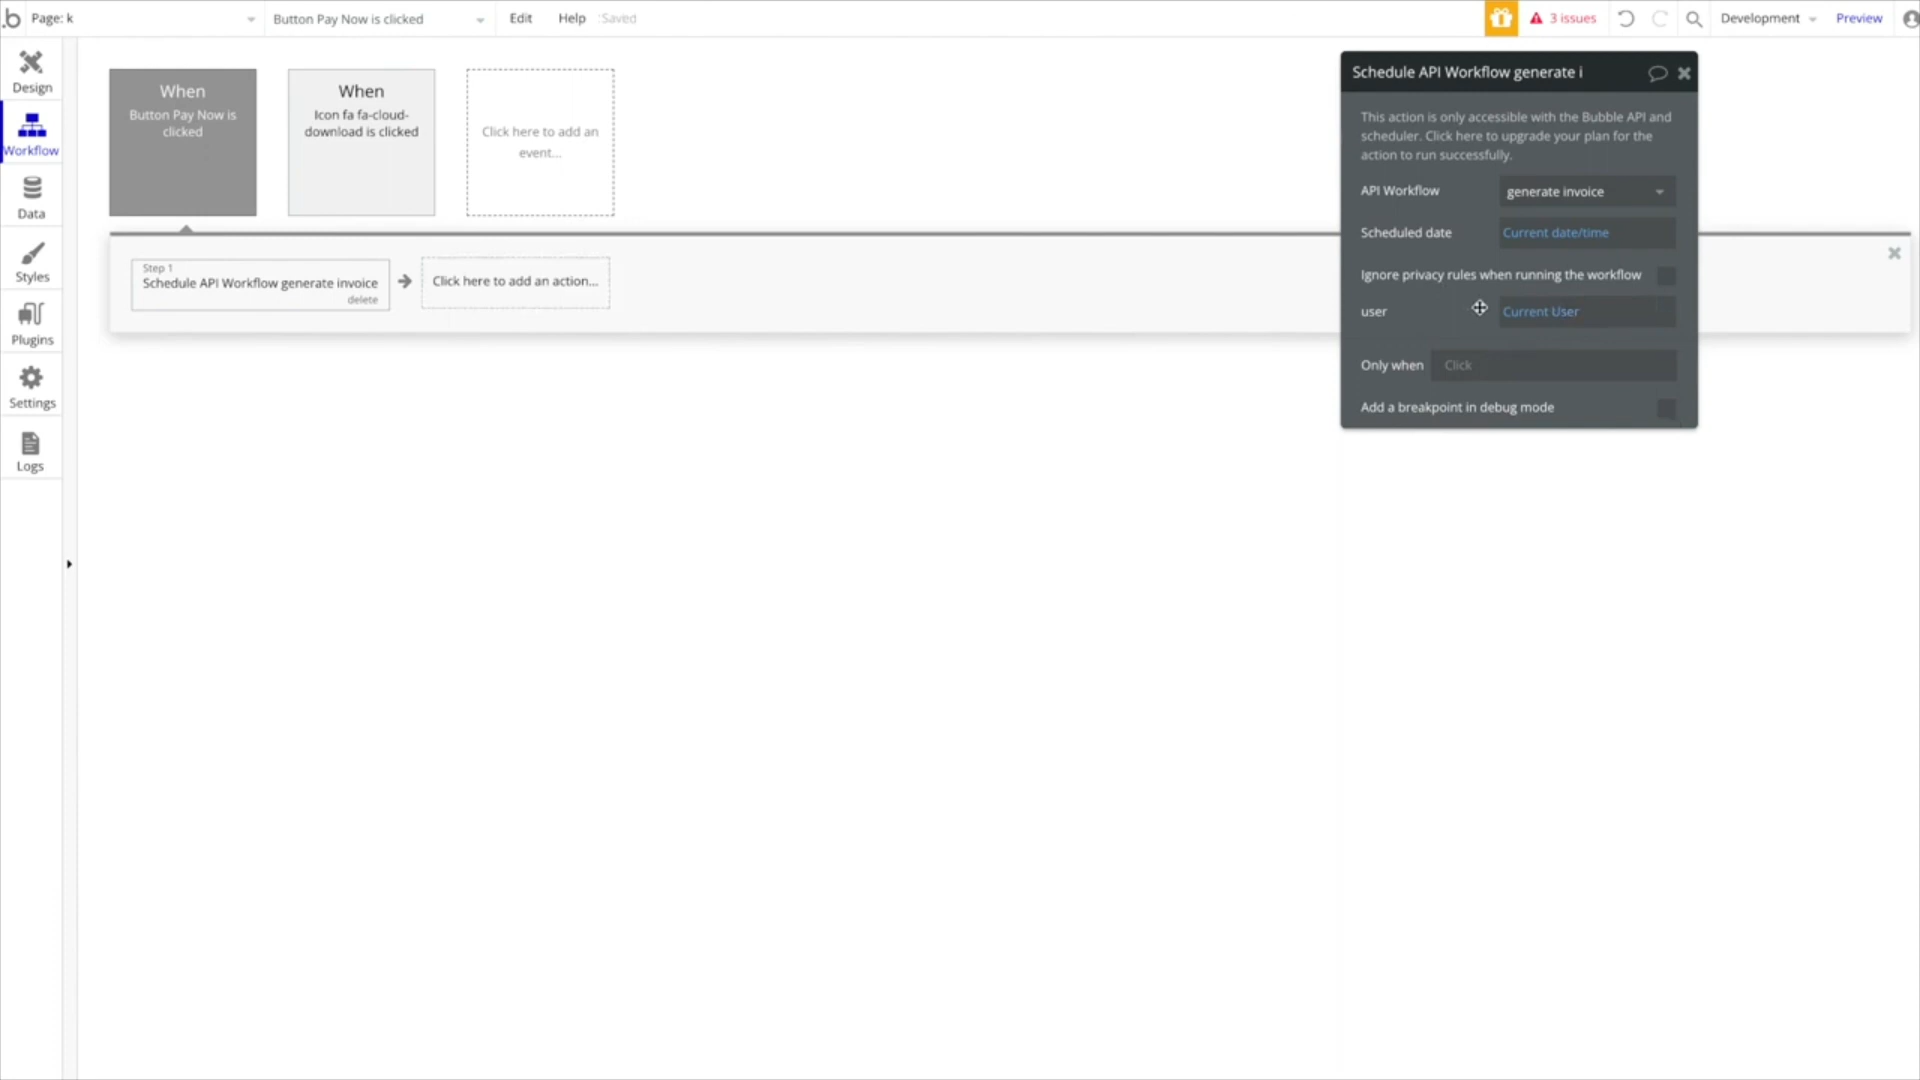 .b Page: k Button Pay Now is clicked Edit Help Saved 3 issues Development Preview
Design
Workflow
Data
Styles
Plugins
Settings
Logs
When
Button Pay Now is
clicked
When
Icon fa fa-cloud-
download is clicked
Click here to add an
event...
Step 1
Schedule API Workflow generate invoice
delete
Click here to add an action...
Schedule API Workflow generate i
This action is only accessible with the Bubble API and
scheduler. Click here to upgrade your plan for the
action to run successfully.
API Workflow generate invoice
Scheduled date Current date/time
Ignore privacy rules when running the workflow
user Current User
Only when Click
Add a breakpoint in debug mode